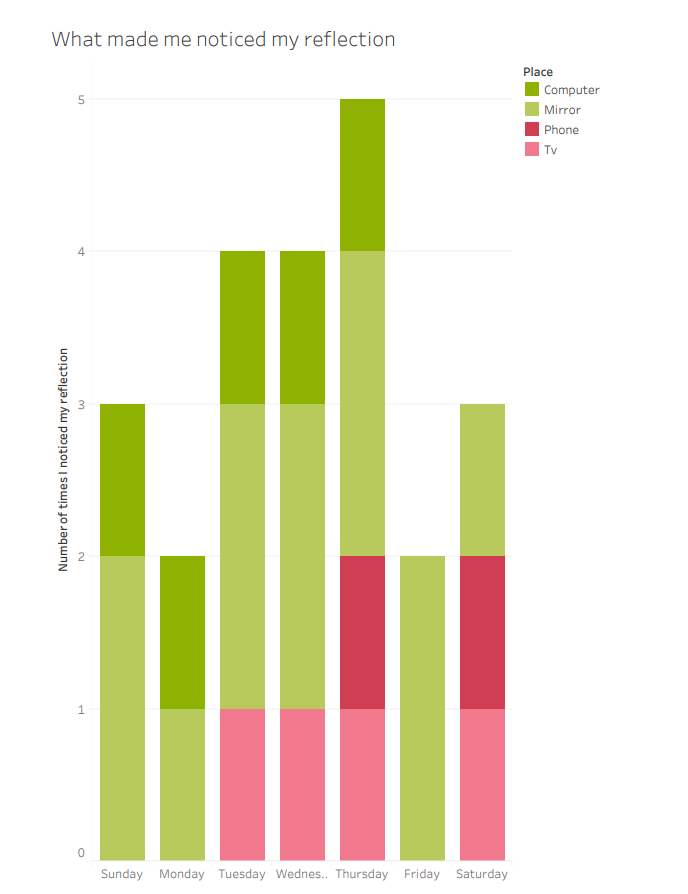 What made me noticed my reflection
Place
Computer
Mirror
Phone
Tv
Number of times I noticed my reflection
5
4
3
2
1
0
Sunday Monday Tuesday Wednes.. Thursday Friday Saturday